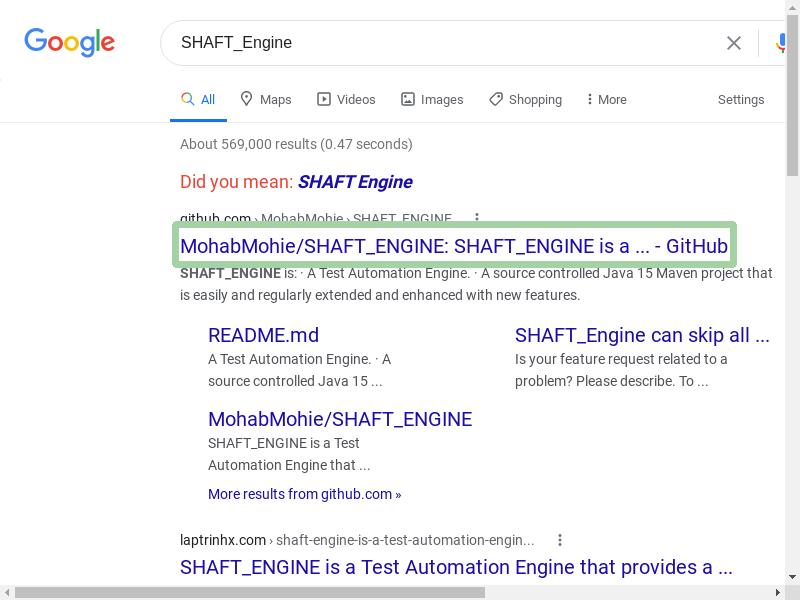 Google
SHAFT_Engine
All
Maps
Videos
Images
Shopping
More
Settings
About 569,000 results (0.47 seconds)
Did you mean: SHAFT Engine
github.com › MohabMohie › SHAFT_ENGINE
MohabMohie/SHAFT_ENGINE: SHAFT_ENGINE is a ... - GitHub
SHAFT_ENGINE is: · A Test Automation Engine. · A source controlled Java 15 Maven project that
is easily and regularly extended and enhanced with new features.
README.md
A Test Automation Engine. · A
source controlled Java 15 ...
SHAFT_Engine can skip all ...
Is your feature request related to a
problem? Please describe. To ...
MohabMohie/SHAFT_ENGINE
SHAFT_ENGINE is a Test
Automation Engine that ...
More results from github.com »
laptrinhx.com › shaft-engine-is-a-test-automation-engin...
SHAFT_ENGINE is a Test Automation Engine that provides a ...